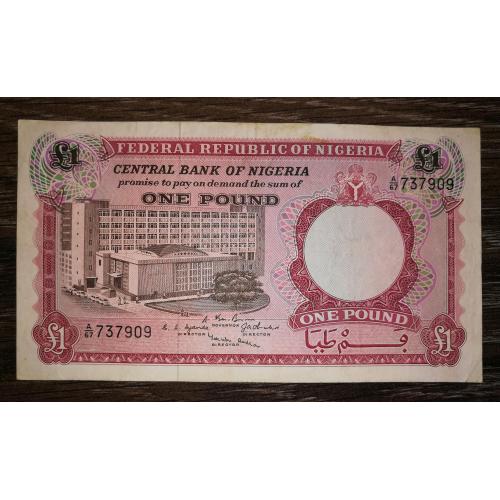 £1
FEDERAL REPUBLIC OF NIGERIA
£1
CENTRAL BANK OF NIGERIA
promise to pay on demand the sum of
ONE POUND
A/67 737909
A/67 737909
GOVERNOR
DIRECTOR
DIRECTOR
DIRECTOR
ONE POUND
£1
£1